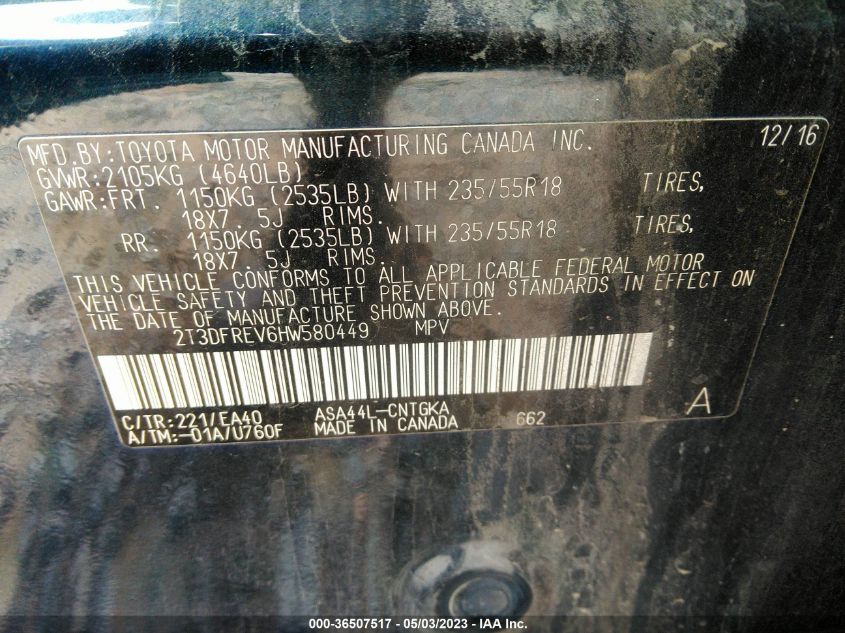 MFD.BY:TOYOTA MOTOR MANUFACTURING CANADA INC. 12/16
GVWR:2105KG (4640LB)
GAWR:FRT. 1150KG (2535LB) WITH 235/55R18 TIRES,
18X7.5J RIMS.
RR. 1150KG (2535LB) WITH 235/55R18 TIRES,
18X7.5J RIMS.
THIS VEHICLE CONFORMS TO ALL APPLICABLE FEDERAL MOTOR
VEHICLE SAFETY AND THEFT PREVENTION STANDARDS IN EFFECT ON
THE DATE OF MANUFACTURE SHOWN ABOVE.
2T3DFREV6HW580449 MPV
C/TR:221/EA40 ASA44L-CNTGKA A
A/TM:-01A/U760F MADE IN CANADA 662
000-36507517 - 05/03/2023 - IAA Inc.